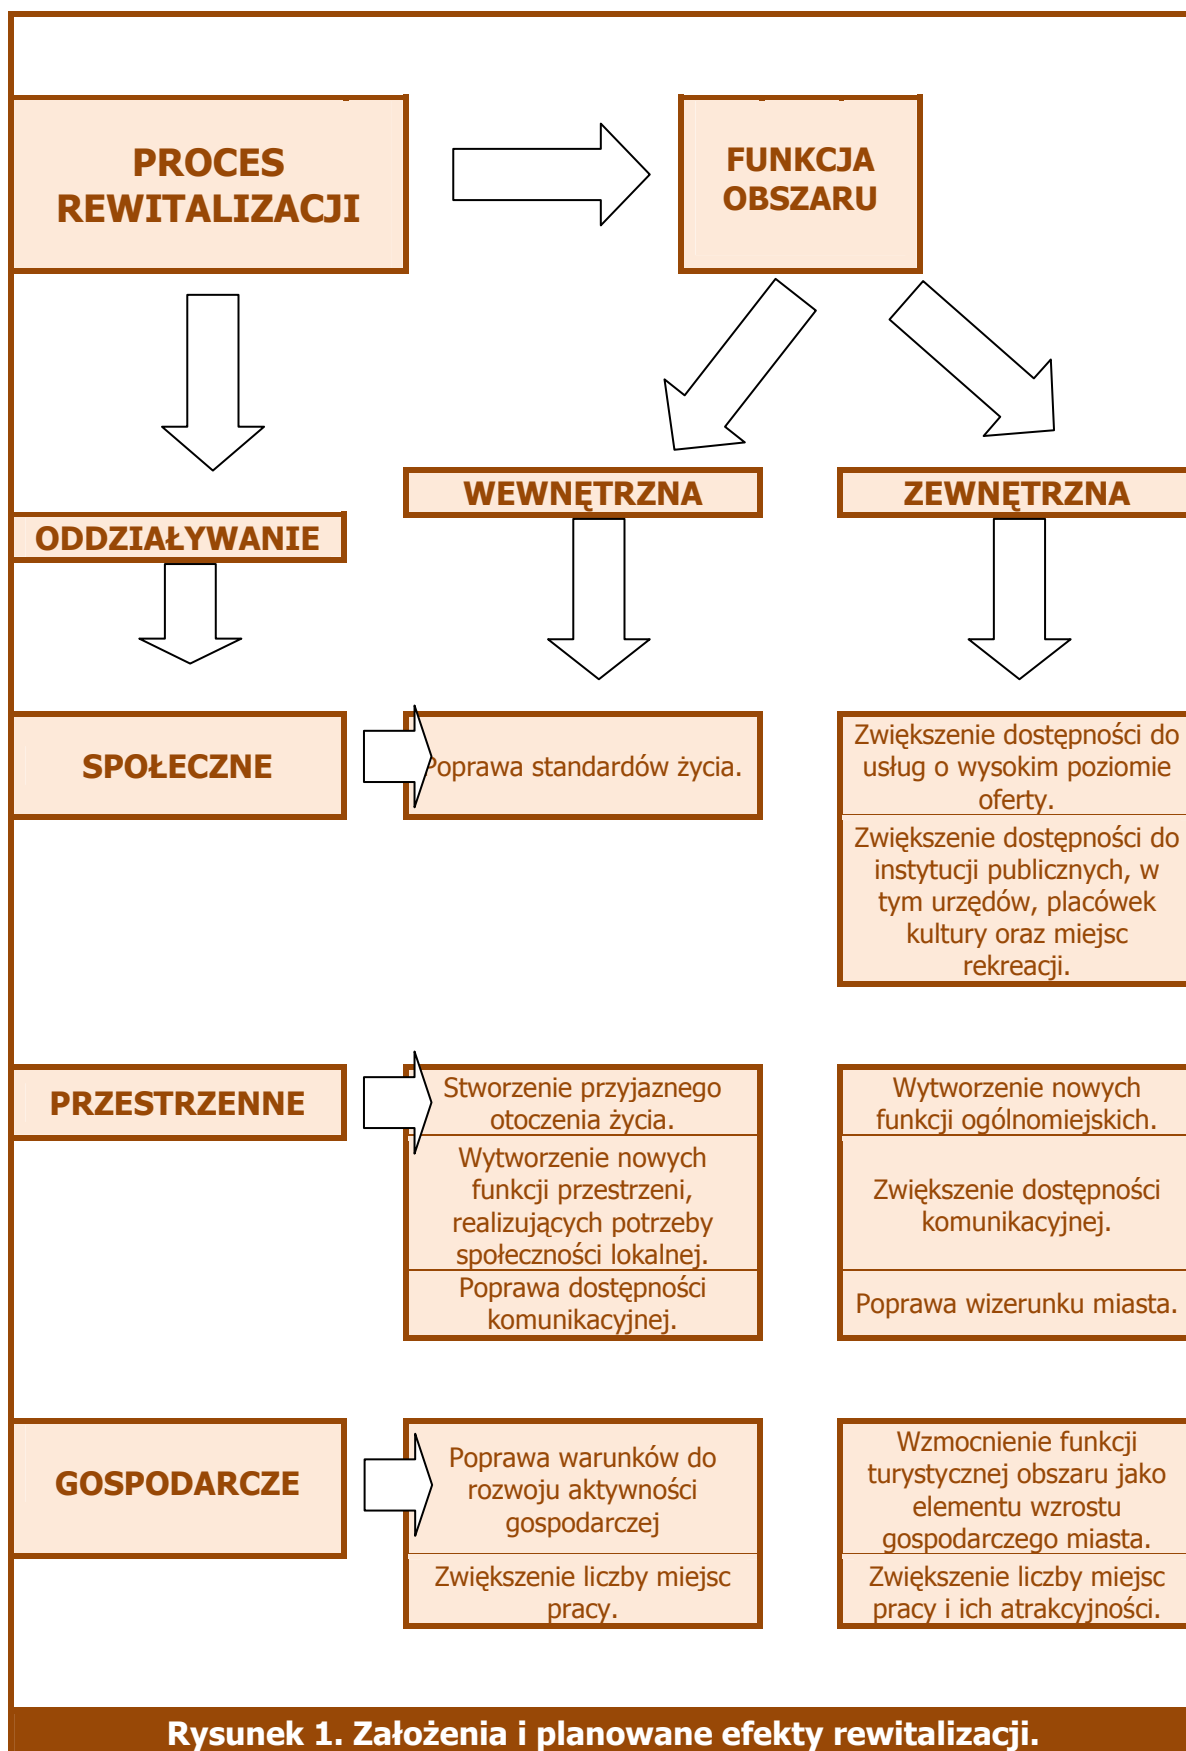 PROCES
REWITALIZACJI
FUNKCJA
OBSZARU
WEWNĘTRZNA
ZEWNĘTRZNA
ODDZIAŁYWANIE
SPOŁECZNE
Poprawa standardów życia.
Zwiększenie dostępności do
usług o wysokim poziomie
oferty.
Zwiększenie dostępności do
instytucji publicznych, w
tym urzędów, placówek
kultury oraz miejsc
rekreacji.
PRZESTRZENNE
Stworzenie przyjaznego
otoczenia życia.
Wytworzenie nowych
funkcji przestrzeni,
realizujących potrzeby
społeczności lokalnej.
Poprawa dostępności
komunikacyjnej.
Wytworzenie nowych
funkcji ogólnomiejskich.
Zwiększenie dostępności
komunikacyjnej.
Poprawa wizerunku miasta.
GOSPODARCZE
Poprawa warunków do
rozwoju aktywności
gospodarczej
Zwiększenie liczby miejsc
pracy.
Wzmocnienie funkcji
turystycznej obszaru jako
elementu wzrostu
gospodarczego miasta.
Zwiększenie liczby miejsc
pracy i ich atrakcyjności.
Rysunek 1. Założenia i planowane efekty rewitalizacji.